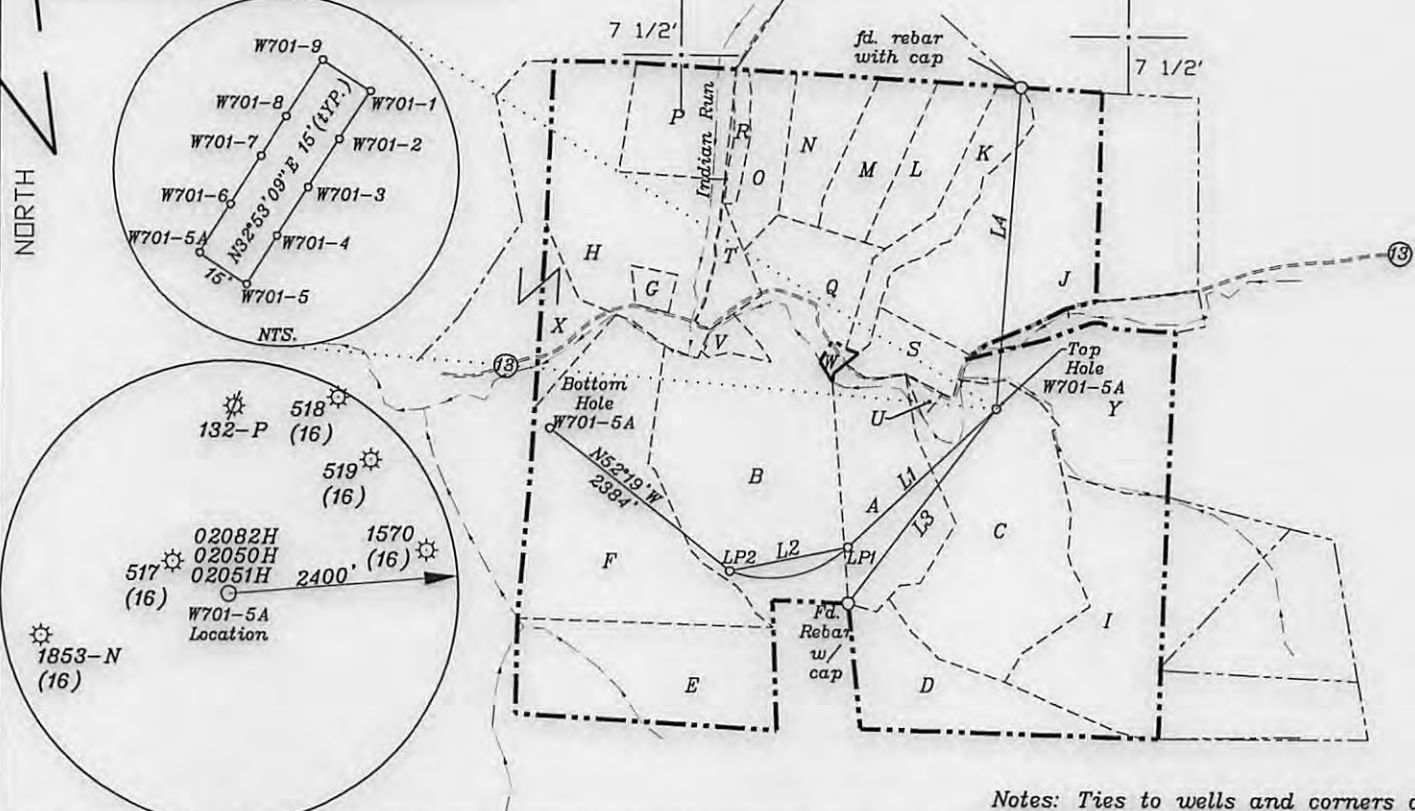 NORTH
W701-9
W701-8
W701-7
W701-6
W701-5A
W701-1
W701-2
W701-3
W701-4
W701-5
N32°53'09"E 15' (tYP.)
15'
NTS.
7 1/2'
fd. rebar
with cap
7 1/2'
P
Indian Run
R
O
N
M
L
K
L4
H
G
T
Q
J
13
X
V
W
S
U
13
Top
Hole
W701-5A
Y
Bottom
Hole
W701-5A
N52°19'W
2384'
B
A
L1
L3
C
LP2
L2
LP1
F
Fd.
Rebar
w/
cap
I
E
D
132-P
518
(16)
519
(16)
02082H
02050H
02051H
1570
(16)
517
(16)
2400'
W701-5A
Location
1853-N
(16)
Notes: Ties to wells and corners